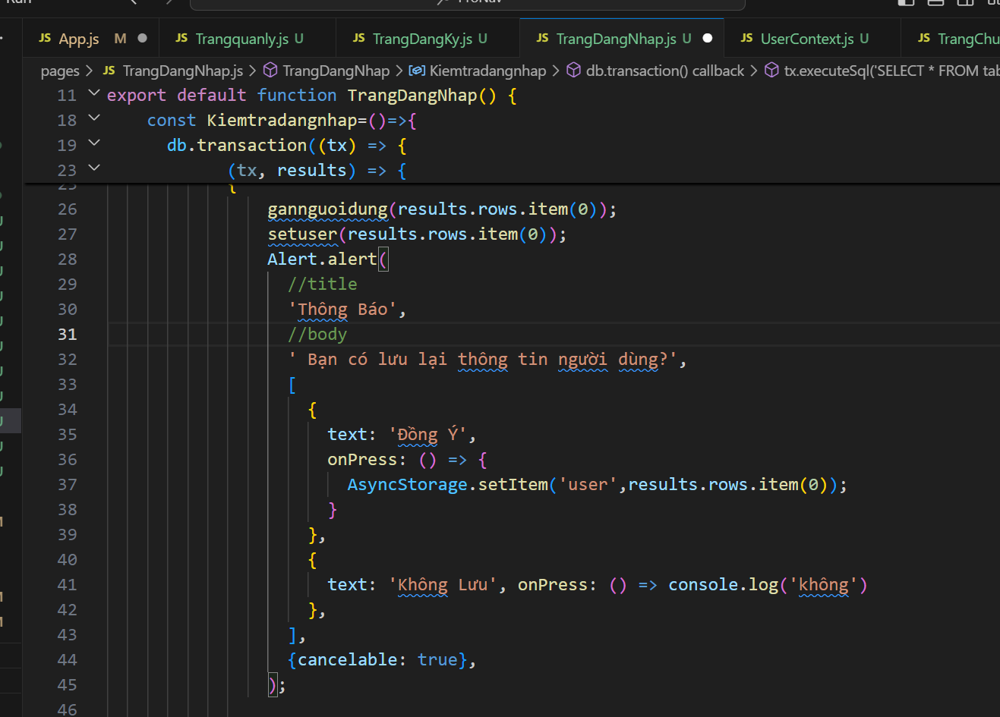 ProNav
JS App.js M
JS Trangquanly.js U
JS TrangDangKy.js U
JS TrangDangNhap.js U
JS UserContext.js U
JS TrangChu
pages > JS TrangDangNhap.js > TrangDangNhap > Kiemtradangnhap > db.transaction() callback > tx.executeSql('SELECT * FROM tab
11 export default function TrangDangNhap() {
18 const Kiemtradangnhap=()=>{
19 db.transaction((tx) => {
23 (tx, results) => {
25 {
26 gannguoidung(results.rows.item(0));
27 setuser(results.rows.item(0));
28 Alert.alert(
29 //title
30 'Thông Báo',
31 //body
32 ' Bạn có lưu lại thông tin người dùng?',
33 [
34 {
35 text: 'Đồng Ý',
36 onPress: () => {
37 AsyncStorage.setItem('user',results.rows.item(0));
38 }
39 },
40 {
41 text: 'Không Lưu', onPress: () => console.log('không')
42 },
43 ],
44 {cancelable: true},
45 );
46